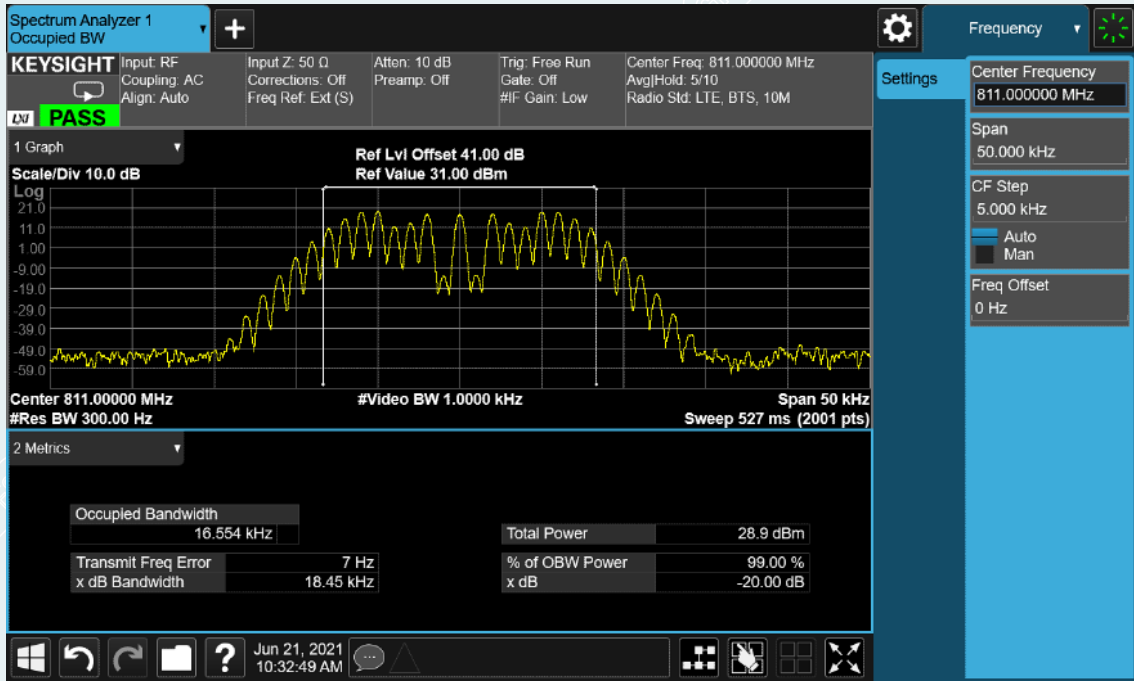 Spectrum Analyzer 1
Occupied BW
Frequency
KEYSIGHT
LXI
PASS
Input: RF
Coupling: AC
Align: Auto
Input Z: 50 Ω
Corrections: Off
Freq Ref: Ext (S)
Atten: 10 dB
Preamp: Off
Trig: Free Run
Gate: Off
#IF Gain: Low
Center Freq: 811.000000 MHz
Avg|Hold: 5/10
Radio Std: LTE, BTS, 10M
Settings
Center Frequency
811.000000 MHz
Span
50.000 kHz
CF Step
5.000 kHz
Auto
Man
Freq Offset
0 Hz
1 Graph
Scale/Div 10.0 dB
Ref Lvl Offset 41.00 dB
Ref Value 31.00 dBm
Log
21.0
11.0
1.00
-9.00
-19.0
-29.0
-39.0
-49.0
-59.0
Center 811.00000 MHz
#Video BW 1.0000 kHz
Span 50 kHz
#Res BW 300.00 Hz
Sweep 527 ms (2001 pts)
2 Metrics
Occupied Bandwidth
16.554 kHz
Total Power 28.9 dBm
Transmit Freq Error 7 Hz
% of OBW Power 99.00 %
x dB Bandwidth 18.45 kHz
x dB -20.00 dB
?
Jun 21, 2021
10:32:49 AM